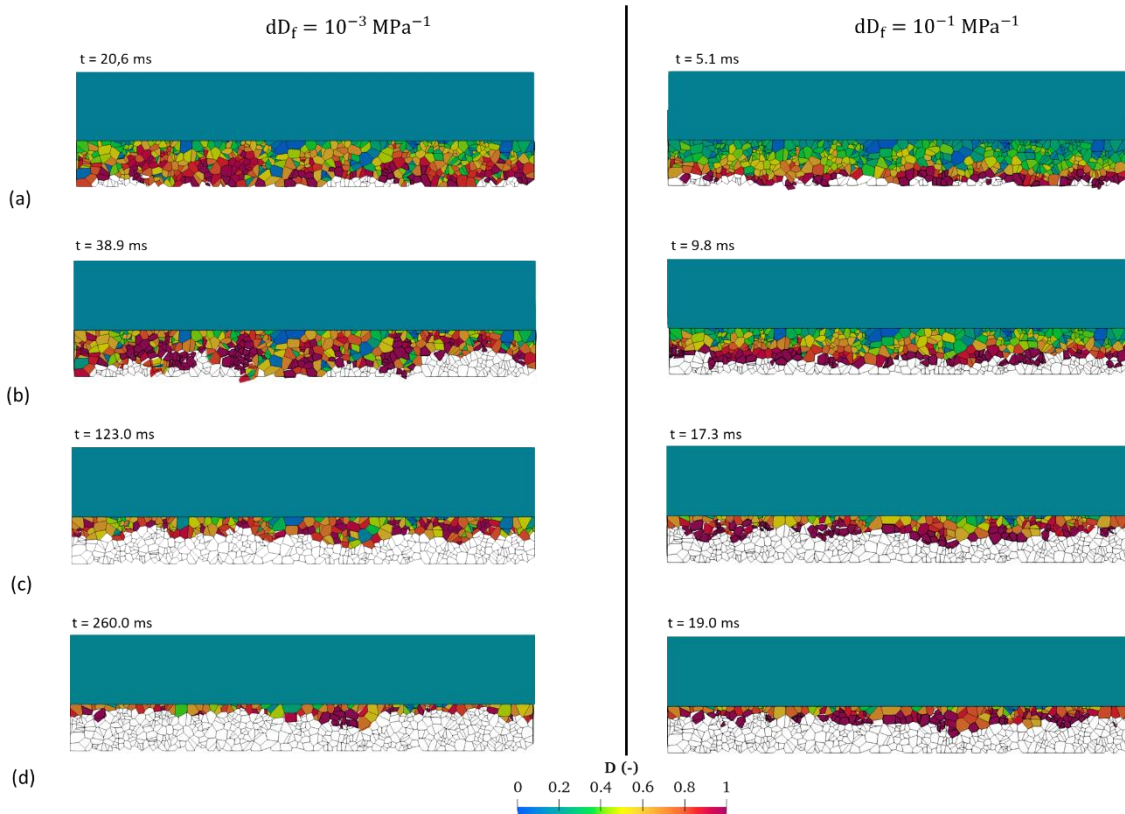 dD_f = 10^−3 MPa^−1
dD_f = 10^−1 MPa^−1
t = 20,6 ms
t = 5.1 ms
(a)
t = 38.9 ms
t = 9.8 ms
(b)
t = 123.0 ms
t = 17.3 ms
(c)
t = 260.0 ms
t = 19.0 ms
(d)
D (-)
0 0.2 0.4 0.6 0.8 1